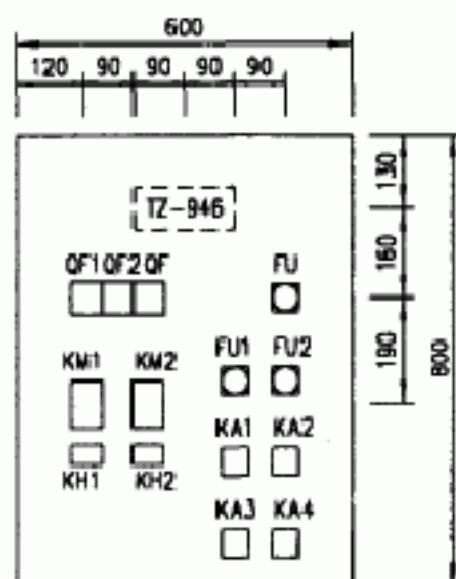 600
120 90 90 90 90
130
TZ-946
160
QF1 QF2 QF FU
190
800
FU1 FU2
KM1 KM2
KA1 KA2
KH1 KH2
KA3 KA4